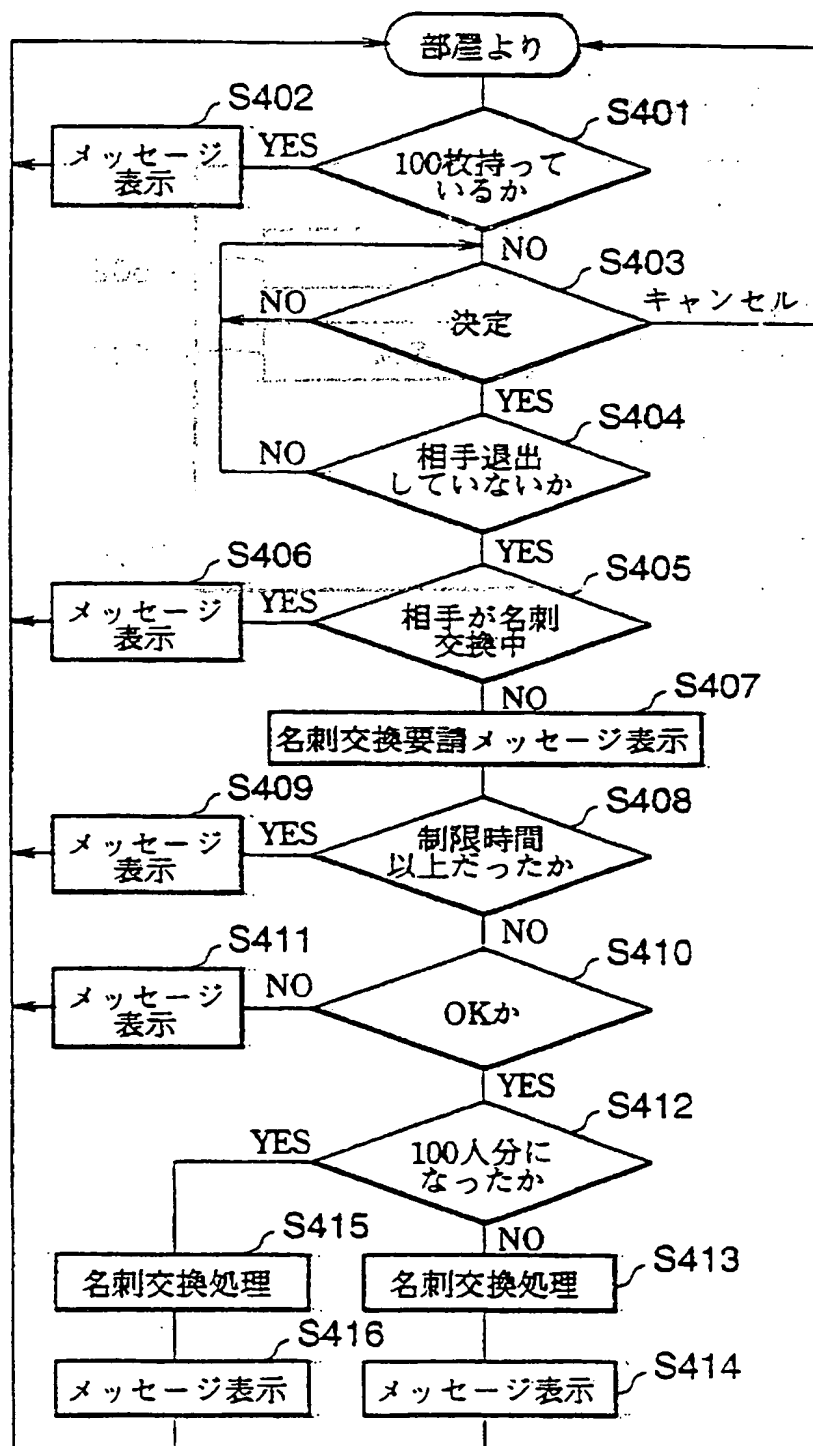 部屋より
S402
S401
メッセージ
表示
YES
100枚持って
いるか
NO
S403
NO
決定
キャンセル
YES
S404
NO
相手退出
していないか
YES
S406
S405
メッセージ
表示
YES
相手が名刺
交換中
NO
S407
名刺交換要請メッセージ表示
S409
S408
メッセージ
表示
YES
制限時間
以上だったか
NO
S411
S410
メッセージ
表示
NO
OKか
YES
S412
YES
100人分に
なったか
S415
NO
S413
名刺交換処理
名刺交換処理
S416
S414
メッセージ表示
メッセージ表示